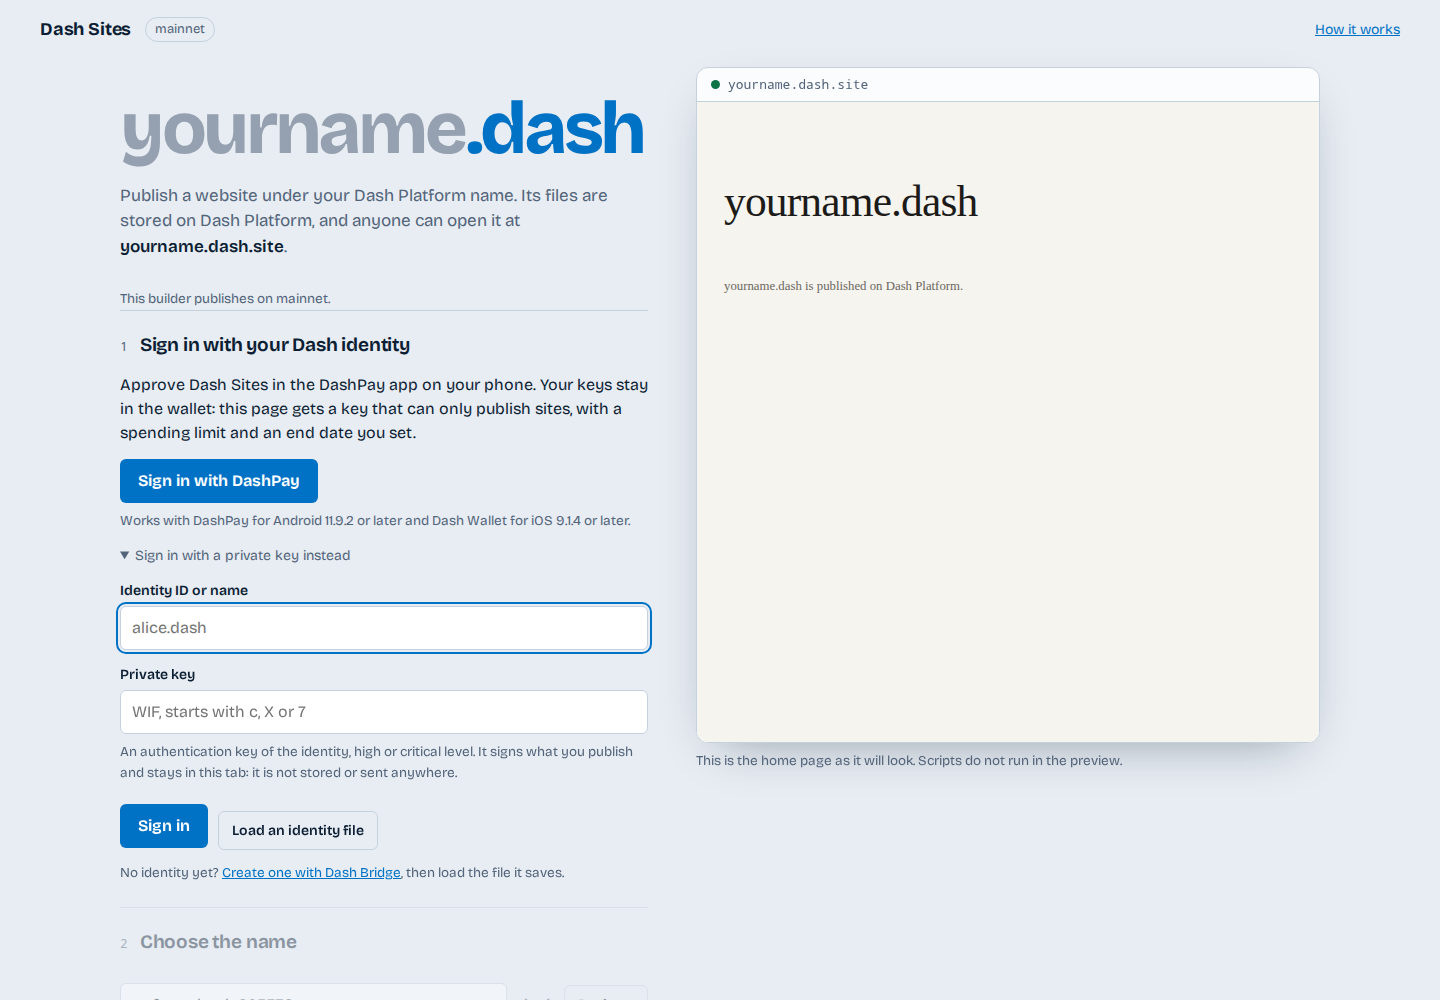 Dash Sites
mainnet
How it works
yourname.dash
Publish a website under your Dash Platform name. Its files are
stored on Dash Platform, and anyone can open it at
yourname.dash.site.
This builder publishes on mainnet.
1 Sign in with your Dash identity
Approve Dash Sites in the DashPay app on your phone. Your keys stay
in the wallet: this page gets a key that can only publish sites, with a
spending limit and an end date you set.
Sign in with DashPay
Works with DashPay for Android 11.9.2 or later and Dash Wallet for iOS 9.1.4 or later.
Sign in with a private key instead
Identity ID or name
alice.dash
Private key
WIF, starts with c, X or 7
An authentication key of the identity, high or critical level. It signs what you publish
and stays in this tab: it is not stored or sent anywhere.
Sign in
Load an identity file
No identity yet? Create one with Dash Bridge, then load the file it saves.
2 Choose the name
yourname.dash.site
yourname.dash
yourname.dash is published on Dash Platform.
This is the home page as it will look. Scripts do not run in the preview.